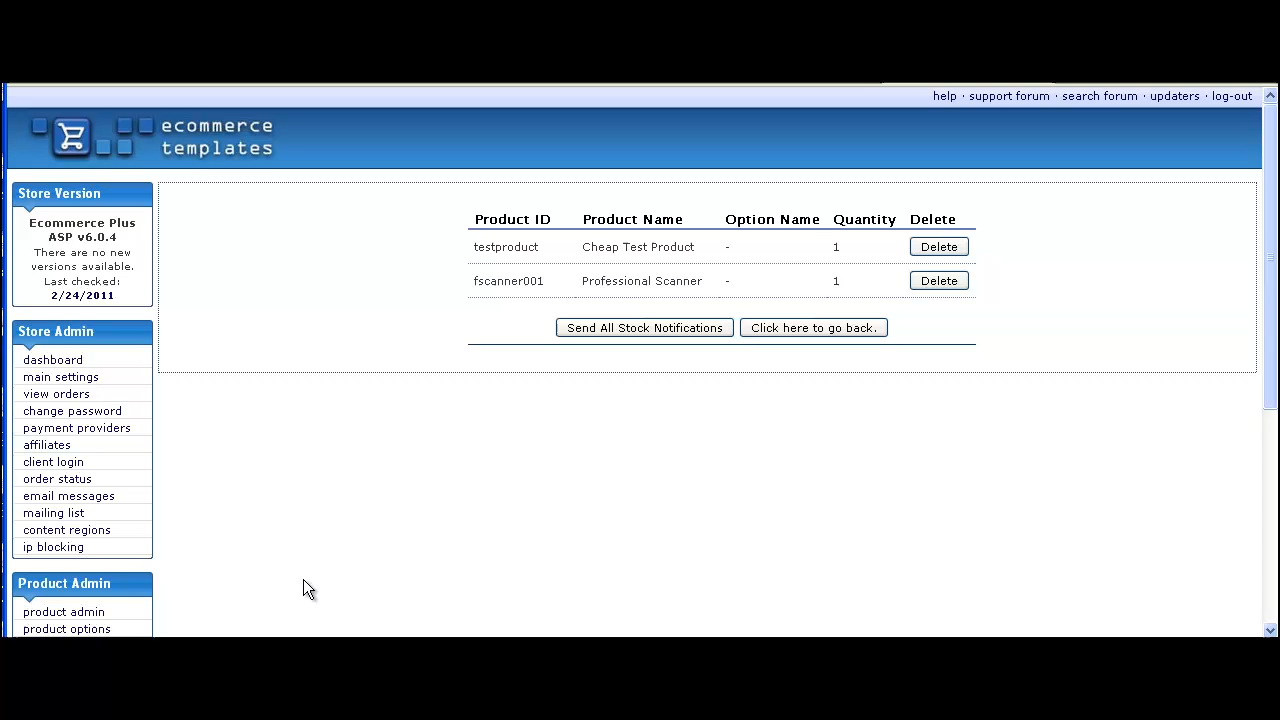 help · support forum · search forum · updaters · log-out
ecommerce
templates
Store Version
Ecommerce Plus
ASP v6.0.4
There are no new
versions available.
Last checked:
2/24/2011
Store Admin
dashboard
main settings
view orders
change password
payment providers
affiliates
client login
order status
email messages
mailing list
content regions
ip blocking
Product Admin
product admin
product options
Product ID Product Name Option Name Quantity Delete
testproduct Cheap Test Product - 1 Delete
fscanner001 Professional Scanner - 1 Delete
Send All Stock Notifications Click here to go back.